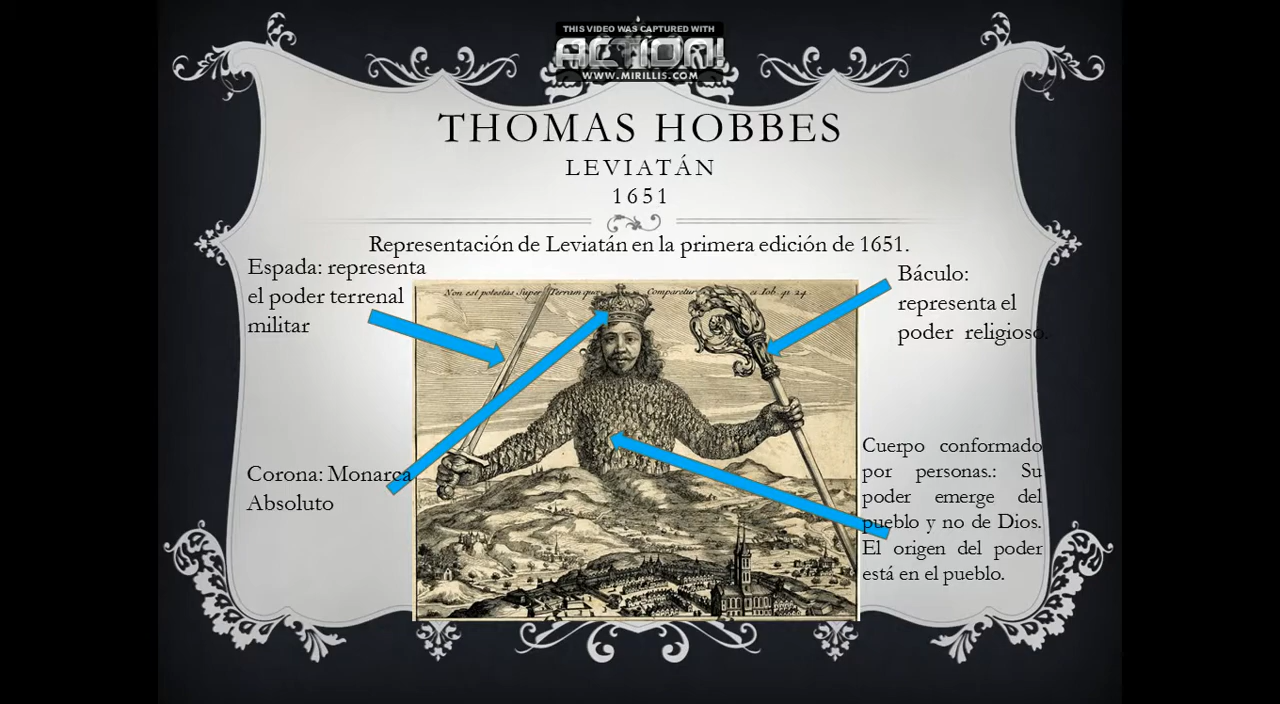 THIS VIDEO WAS CAPTURED WITH
ACTION!
WWW.MIRILLIS.COM
THOMAS HOBBES
LEVIATÁN
1651
Representación de Leviatán en la primera edición de 1651.
Espada: representa
el poder terrenal
militar
Báculo:
representa el
poder religioso.
Non est potestas Super Terram quae Comparetur ei Iob. 41. 24
Corona: Monarca
Absoluto
Cuerpo conformado
por personas.: Su
poder emerge del
pueblo y no de Dios.
El origen del poder
está en el pueblo.